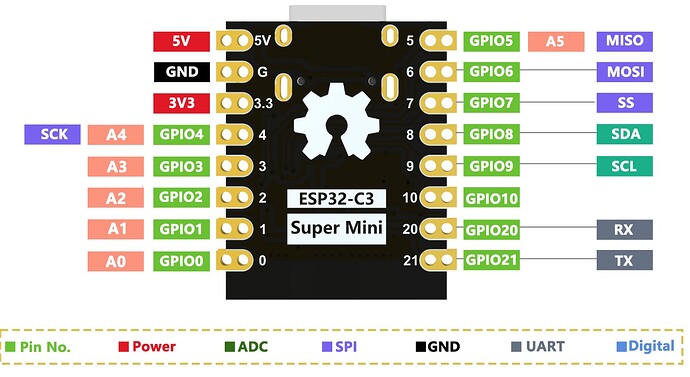 5V 5V 5 GPIO5 A5 MISO
GND G 6 GPIO6 MOSI
3V3 3.3 7 GPIO7 SS
SCK A4 GPIO4 4 8 GPIO8 SDA
A3 GPIO3 3 9 GPIO9 SCL
A2 GPIO2 2 ESP32-C3 10 GPIO10
A1 GPIO1 1 Super Mini 20 GPIO20 RX
A0 GPIO0 0 21 GPIO21 TX
Pin No. Power ADC SPI GND UART Digital